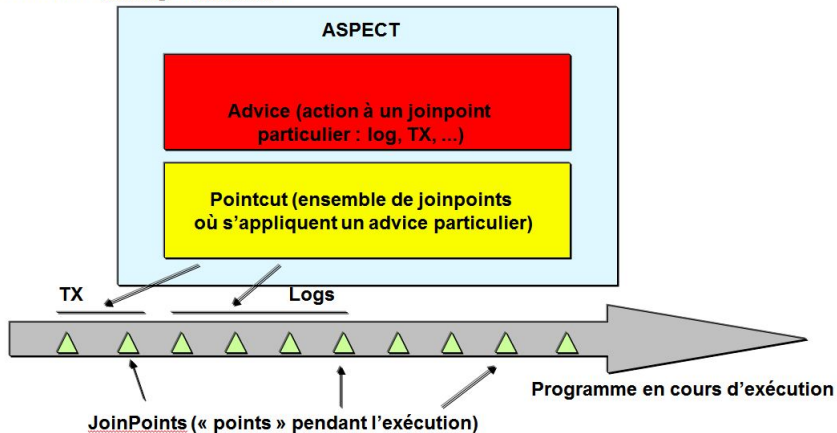 ASPECT
Advice (action à un joinpoint
particulier : log, TX, ...)
Pointcut (ensemble de joinpoints
où s’appliquent un advice particulier)
TX
Logs
Programme en cours d’exécution
JoinPoints (« points » pendant l’exécution)